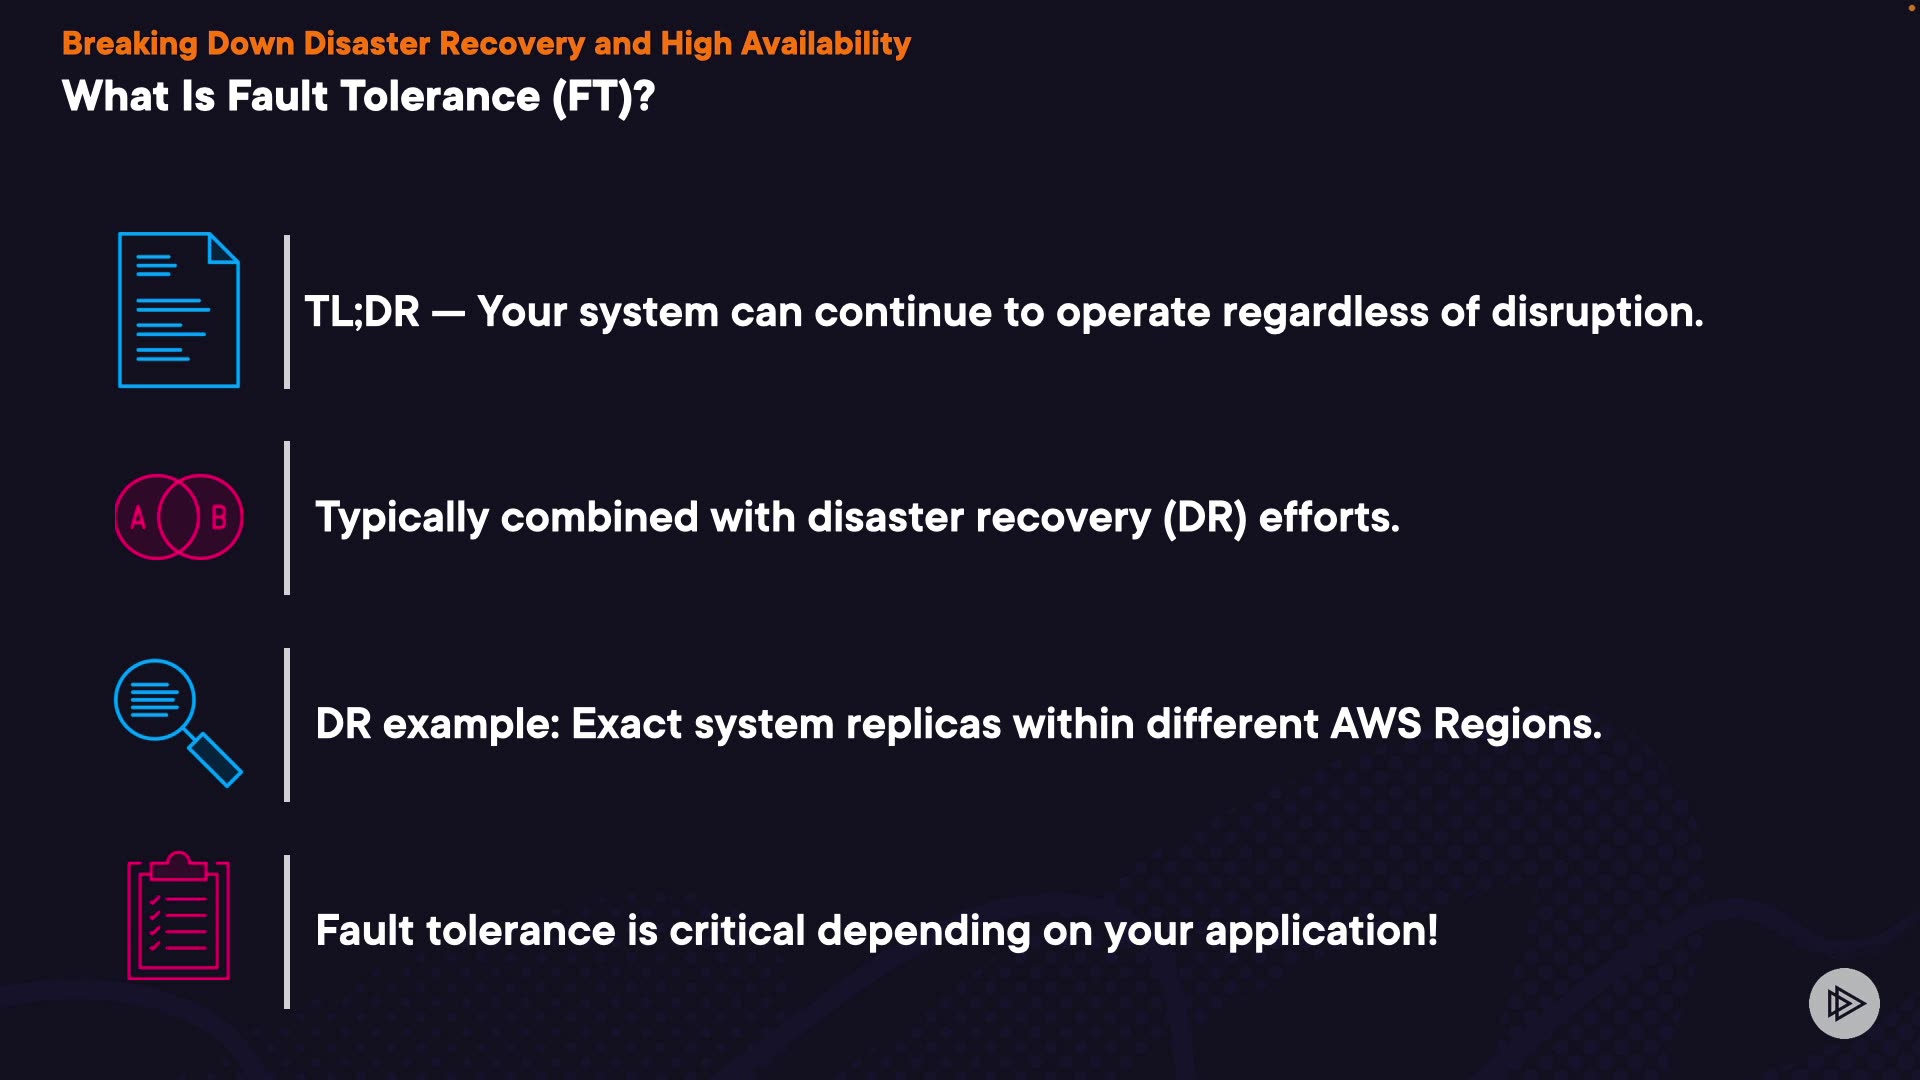 Breaking Down Disaster Recovery and High Availability
What Is Fault Tolerance (FT)?
TL;DR — Your system can continue to operate regardless of disruption.
A B
Typically combined with disaster recovery (DR) efforts.
DR example: Exact system replicas within different AWS Regions.
Fault tolerance is critical depending on your application!